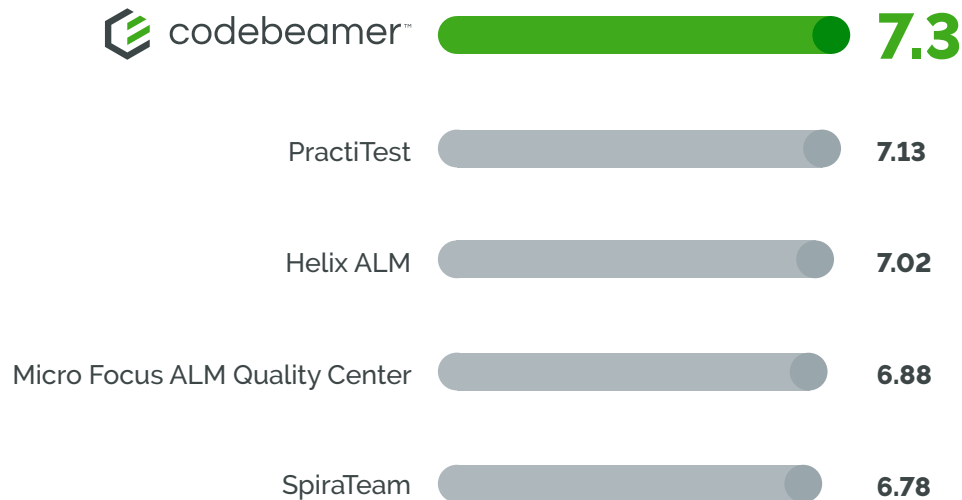 codebeamer™ 7.3
PractiTest 7.13
Helix ALM 7.02
Micro Focus ALM Quality Center 6.88
SpiraTeam 6.78